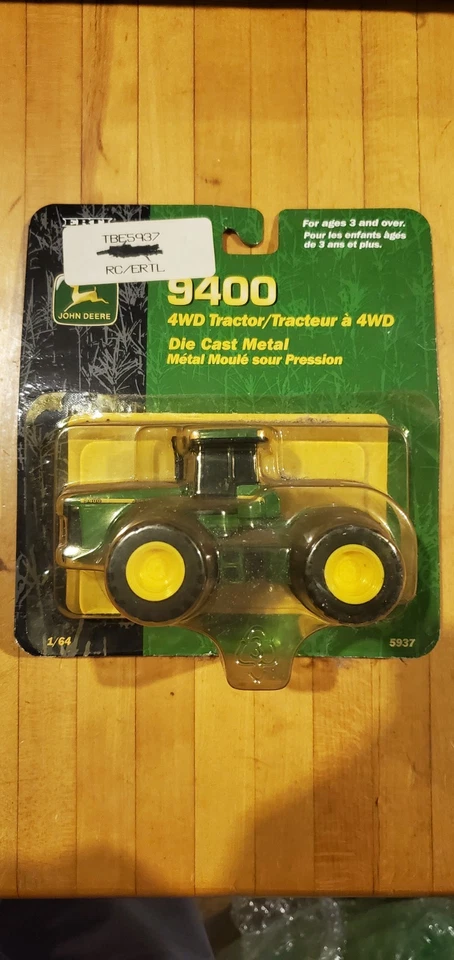 ERTL
TBE5937
RC/ERTL
JOHN DEERE
For ages 3 and over.
Pour les enfants âgés
de 3 ans et plus.
9400
4WD Tractor/Tracteur à 4WD
Die Cast Metal
Métal Moulé sour Pression
1/64
5937